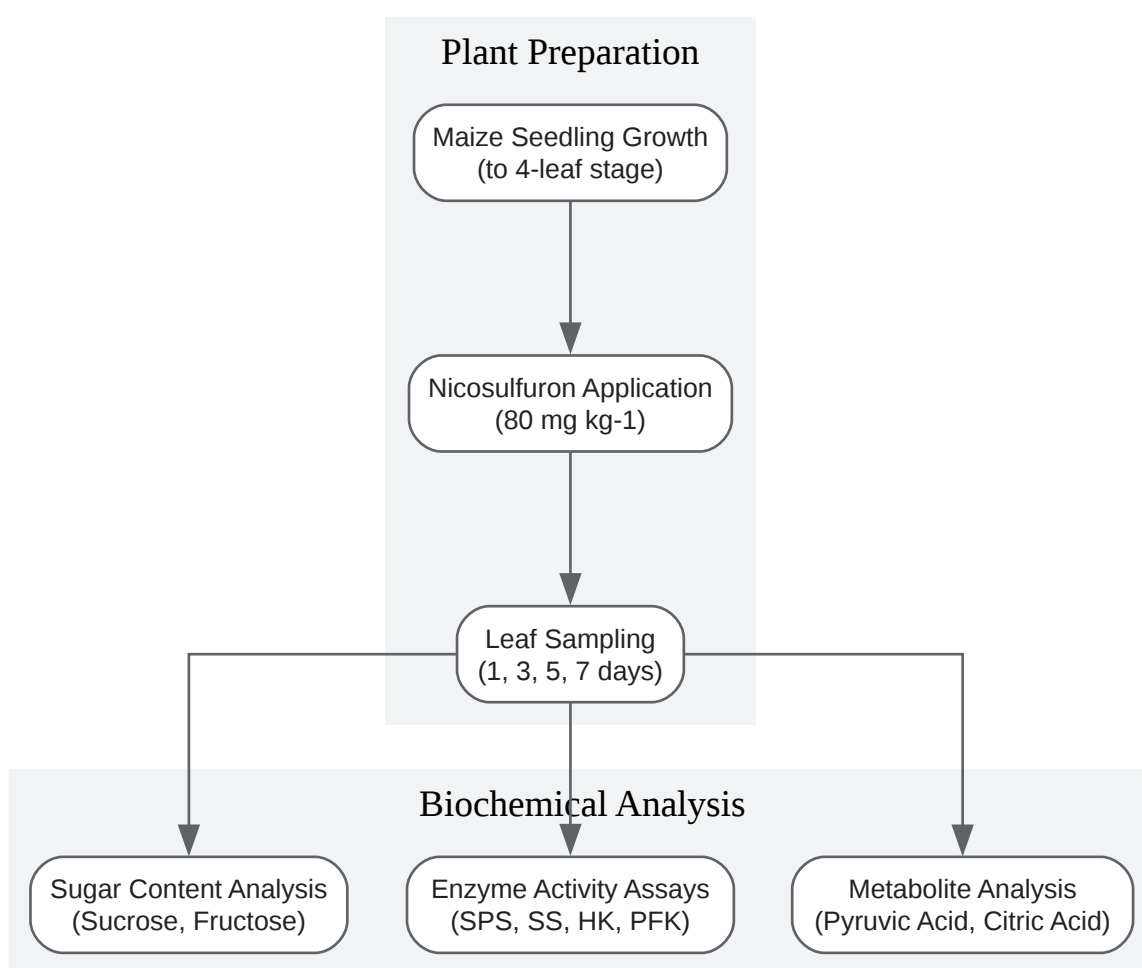 Plant Preparation
Maize Seedling Growth
(to 4-leaf stage)
Nicosulfuron Application
(80 mg kg-1)
Leaf Sampling
(1, 3, 5, 7 days)
Biochemical Analysis
Sugar Content Analysis
(Sucrose, Fructose)
Enzyme Activity Assays
(SPS, SS, HK, PFK)
Metabolite Analysis
(Pyruvic Acid, Citric Acid)